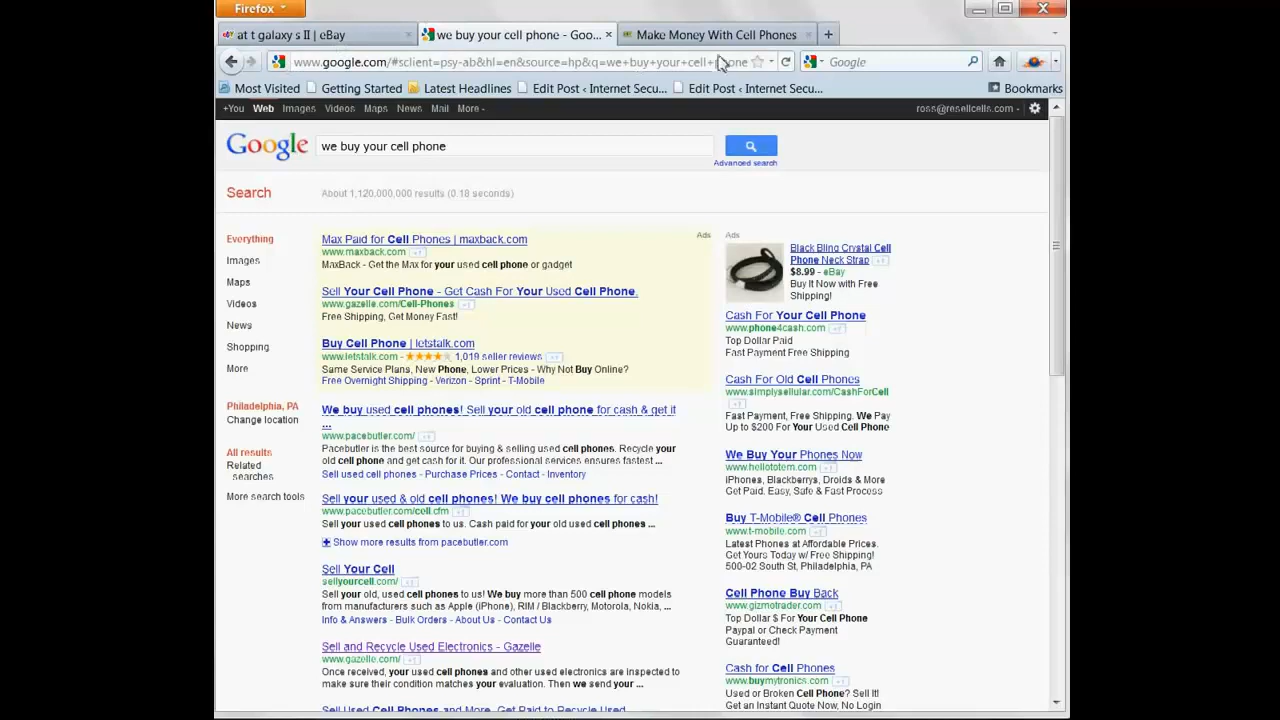 Firefox
at t galaxy s II | eBay
we buy your cell phone - Goo...
Make Money With Cell Phones
www.google.com/#sclient=psy-ab&hl=en&source=hp&q=we+buy+your+cell+phone
Google
Most Visited
Getting Started
Latest Headlines
Edit Post ‹ Internet Secu...
Edit Post ‹ Internet Secu...
Bookmarks
+You Web Images Videos Maps News Mail More
ross@resellcells.com
Google
we buy your cell phone
Advanced search
Search
About 1,120,000,000 results (0.18 seconds)
Everything
Images
Maps
Videos
News
Shopping
More
Philadelphia, PA
Change location
All results
Related
searches
More search tools
Ads
Max Paid for Cell Phones | maxback.com
www.maxback.com +1
MaxBack - Get the Max for your used cell phone or gadget
Sell Your Cell Phone - Get Cash For Your Used Cell Phone.
www.gazelle.com/Cell-Phones +1
Free Shipping, Get Money Fast!
Buy Cell Phone | letstalk.com
www.letstalk.com - 1,019 seller reviews +1
Same Service Plans, New Phone, Lower Prices - Why Not Buy Online?
Free Overnight Shipping - Verizon - Sprint - T-Mobile
We buy used cell phones! Sell your old cell phone for cash & get it
...
www.pacebutler.com/ +1
Pacebutler is the best source for buying & selling used cell phones. Recycle your
old cell phone and get cash for it. Our professional services ensures fastest ...
Sell used cell phones - Purchase Prices - Contact - Inventory
Sell your used & old cell phones! We buy cell phones for cash!
www.pacebutler.com/cell.cfm +1
Sell your used cell phones to us. Cash paid for your old used cell phones ...
Show more results from pacebutler.com
Sell Your Cell
sellyourcell.com/ +1
Sell your old, used cell phones to us! We buy more than 500 cell phone models
from manufacturers such as Apple (iPhone), RIM / Blackberry, Motorola, Nokia, ...
Info & Answers - Bulk Orders - About Us - Contact Us
Sell and Recycle Used Electronics - Gazelle
www.gazelle.com/ +1
Once received, your used cell phones and other used electronics are inspected to
make sure their condition matches your evaluation. Then we send your ...
Sell Used Cell Phones and More, Get Paid to Recycle Used
Ads
Black Bling Crystal Cell
Phone Neck Strap +1
$8.99 - eBay
Buy It Now with Free
Shipping!
Cash For Your Cell Phone
www.phone4cash.com +1
Top Dollar Paid
Fast Payment Free Shipping
Cash For Old Cell Phones
www.simplysellular.com/CashForCell
+1
Fast Payment, Free Shipping. We Pay
Up to $200 For Your Used Cell Phone
We Buy Your Phones Now
www.hellototem.com +1
iPhones, Blackberrys, Droids & More
Get Paid. Easy, Safe & Fast Process
Buy T-Mobile® Cell Phones
www.t-mobile.com +1
Latest Phones at Affordable Prices.
Get Yours Today w/ Free Shipping!
500-02 South St, Philadelphia, PA
Cell Phone Buy Back
www.gizmotrader.com +1
Top Dollar $ For Your Cell Phone
Paypal or Check Payment
Guaranteed!
Cash for Cell Phones
www.buymytronics.com +1
Used or Broken Cell Phone? Sell It!
Get an Instant Quote Now, No Login